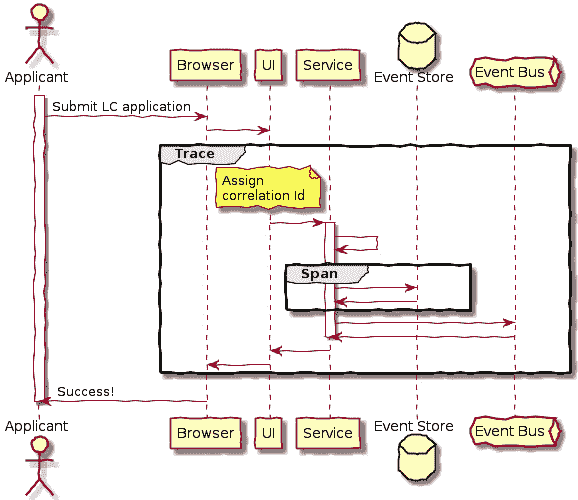 Applicant
Browser
UI
Service
Event Store
Event Bus
Submit LC application
Trace
Assign
correlation Id
Span
Success!
Applicant
Browser
UI
Service
Event Store
Event Bus